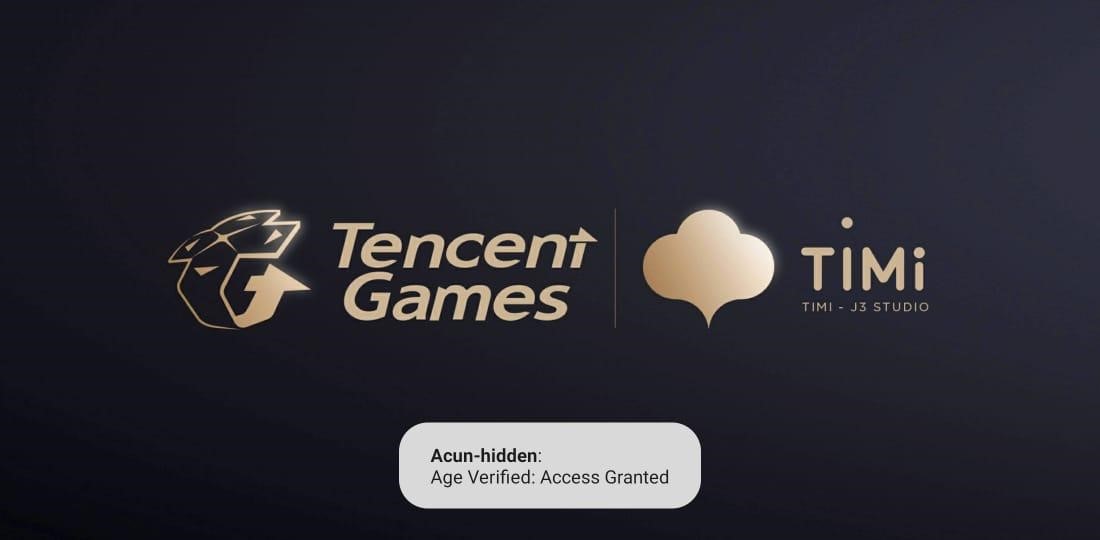 Tencent
Games
TiMi
TIMI - J3 STUDIO
Acun-hidden:
Age Verified: Access Granted